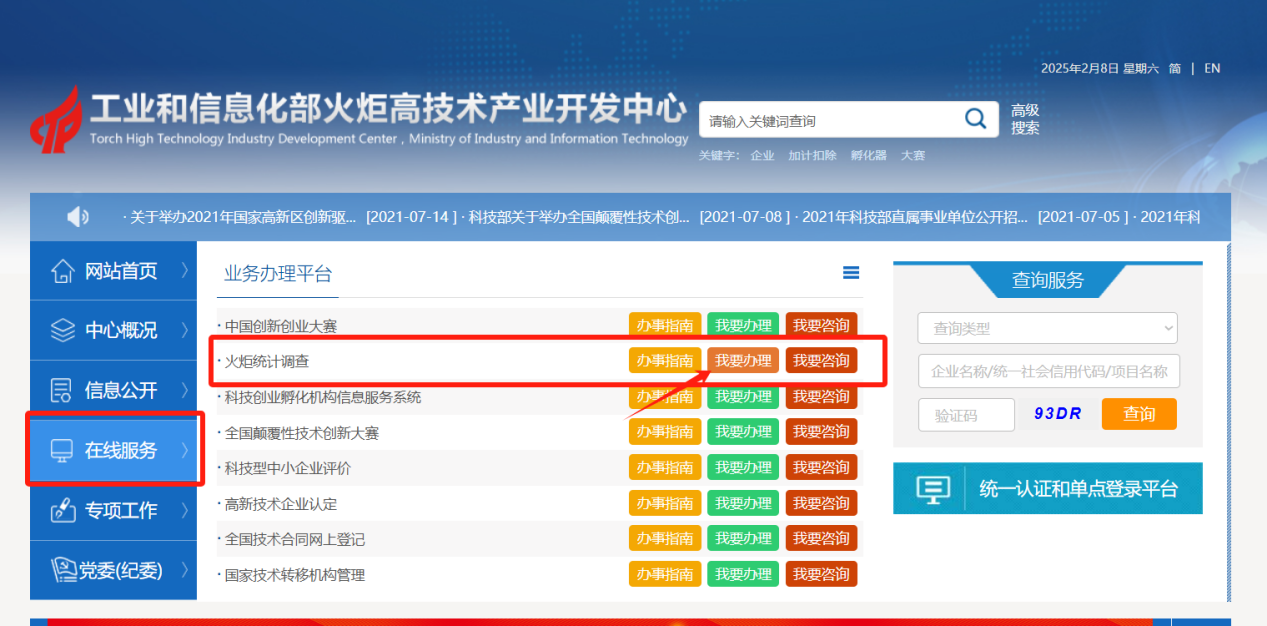 2025年2月8日 星期六 简 | EN
工业和信息化部火炬高技术产业开发中心
Torch High Technology Industry Development Center , Ministry of Industry and Information Technology
请输入关键词查询
高级
搜索
关键字： 企业 加计扣除 孵化器 大赛
· 关于举办2021年国家高新区创新驱... [2021-07-14 ] · 科技部关于举办全国颠覆性技术创... [2021-07-08 ] · 2021年科技部直属事业单位公开招... [2021-07-05 ] · 2021年科
网站首页
中心概况
信息公开
在线服务
专项工作
党委(纪委)
业务办理平台
· 中国创新创业大赛 办事指南 我要办理 我要咨询
· 火炬统计调查 办事指南 我要办理 我要咨询
· 科技创业孵化机构信息服务系统 办事指南 我要办理 我要咨询
· 全国颠覆性技术创新大赛 办事指南 我要办理 我要咨询
· 科技型中小企业评价 办事指南 我要办理 我要咨询
· 高新技术企业认定 办事指南 我要办理 我要咨询
· 全国技术合同网上登记 办事指南 我要办理 我要咨询
· 国家技术转移机构管理 办事指南 我要办理 我要咨询
查询服务
查询类型
企业名称/统一社会信用代码/项目名称
验证码 93DR 查询
统一认证和单点登录平台